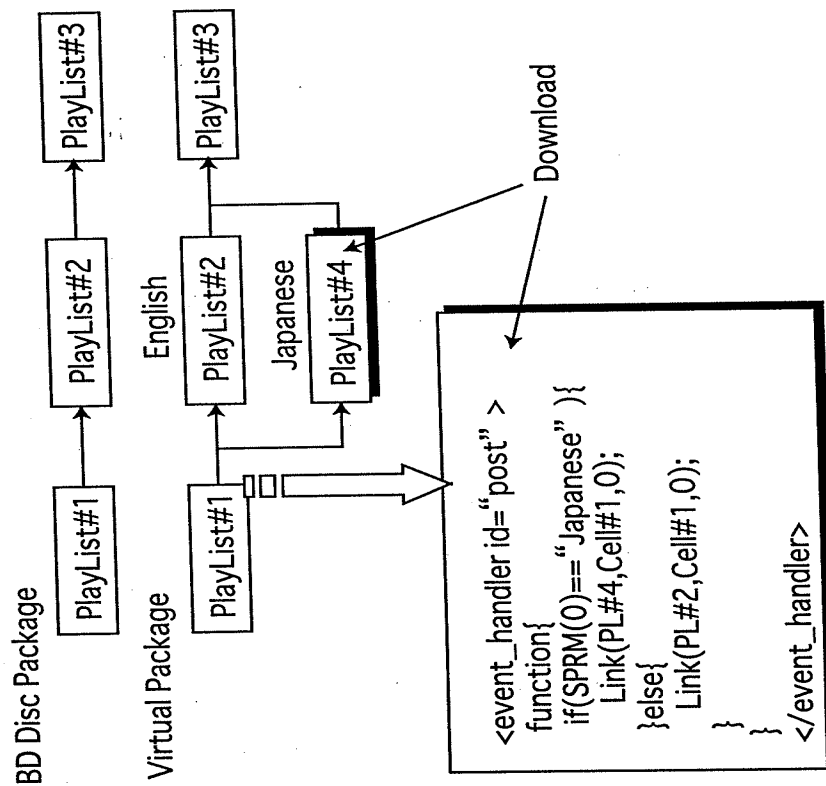 BD Disc Package
PlayList#1
PlayList#2
PlayList#3
Virtual Package
PlayList#1
English
PlayList#2
PlayList#3
Japanese
PlayList#4
Download
<event_handler id=“post” >
function{
if(SPRM(0)==“Japanese” ){
Link(PL#4,Cell#1,0);
}else{
Link(PL#2,Cell#1,0);
}
}
</event_handler>